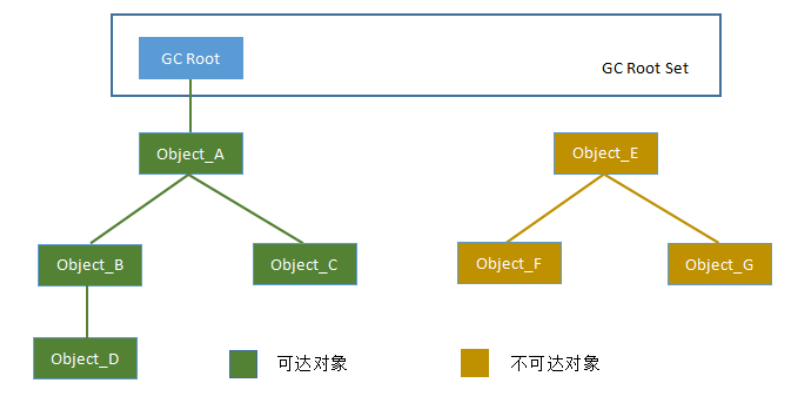 GC Root
GC Root Set
Object_A
Object_E
Object_B
Object_C
Object_F
Object_G
Object_D
可达对象
不可达对象